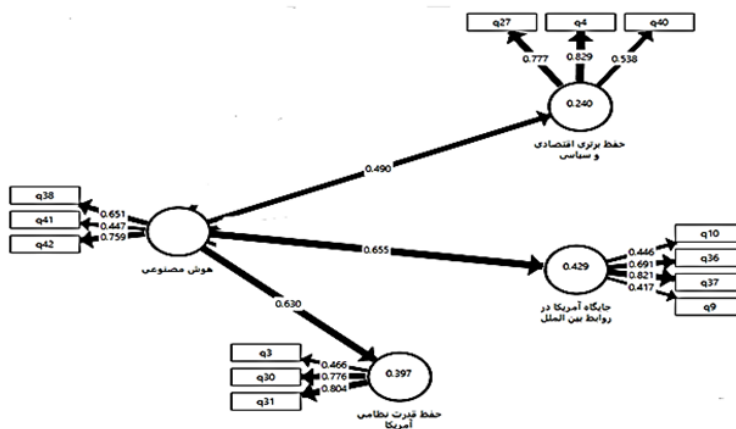 q27
q4
q40
0.777
0.829
0.538
0.240
حفظ برتری اقتصادی
و سیاسی
0.490
q38
q41
q42
0.651
0.447
0.759
هوش مصنوعی
0.655
0.630
q10
q36
q37
q9
0.446
0.691
0.821
0.417
0.429
جایگاه آمریکا در
روابط بین الملل
q3
q30
q31
0.466
0.776
0.804
0.397
حفظ قدرت نظامی
آمریکا